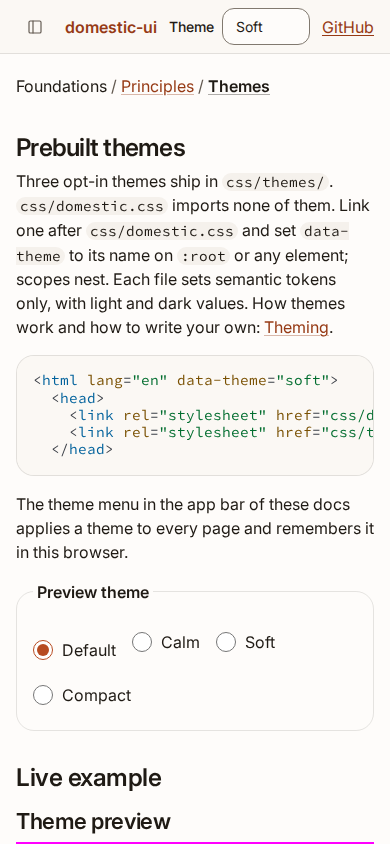 domestic-ui Theme Soft GitHub
Foundations / Principles / Themes
Prebuilt themes
Three opt-in themes ship in css/themes/.
css/domestic.css imports none of them. Link
one after css/domestic.css and set data-
theme to its name on :root or any element;
scopes nest. Each file sets semantic tokens
only, with light and dark values. How themes
work and how to write your own: Theming.
<html lang="en" data-theme="soft">
<head>
<link rel="stylesheet" href="css/d
<link rel="stylesheet" href="css/t
</head>
The theme menu in the app bar of these docs
applies a theme to every page and remembers it
in this browser.
Preview theme
Default Calm Soft
Compact
Live example
Theme preview